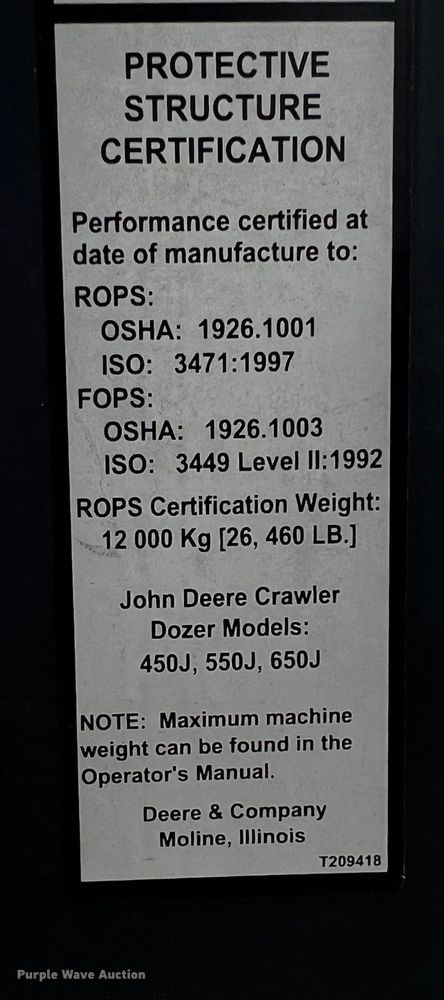 PROTECTIVE
STRUCTURE
CERTIFICATION
Performance certified at
date of manufacture to:
ROPS:
OSHA: 1926.1001
ISO: 3471:1997
FOPS:
OSHA: 1926.1003
ISO: 3449 Level II:1992
ROPS Certification Weight:
12 000 Kg [26, 460 LB.]
John Deere Crawler
Dozer Models:
450J, 550J, 650J
NOTE: Maximum machine
weight can be found in the
Operator's Manual.
Deere & Company
Moline, Illinois
T209418
Purple Wave Auction